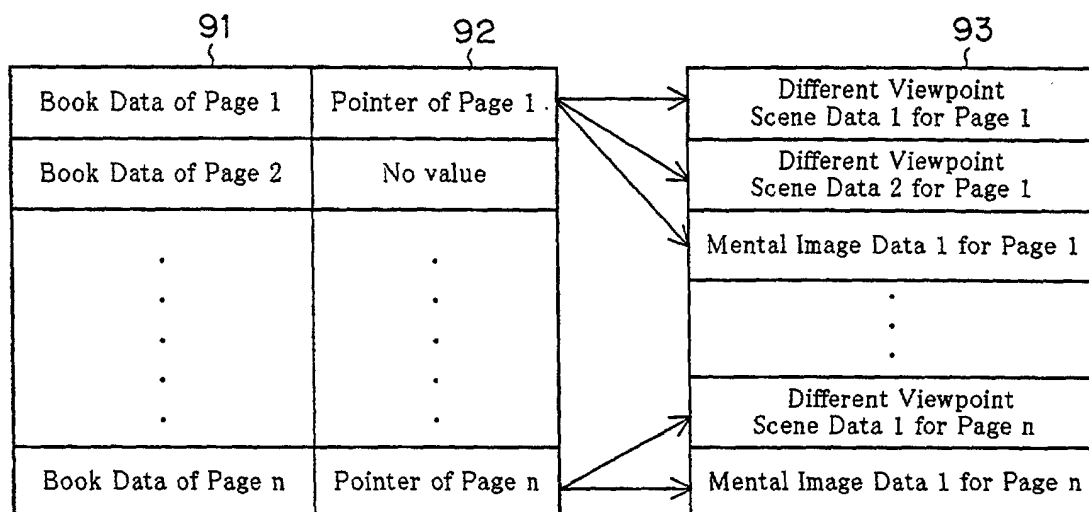 91
92
93
Book Data of Page 1
Pointer of Page 1
Different Viewpoint
Scene Data 1 for Page 1
Book Data of Page 2
No value
Different Viewpoint
Scene Data 2 for Page 1
Mental Image Data 1 for Page 1
Different Viewpoint
Scene Data 1 for Page n
Book Data of Page n
Pointer of Page n
Mental Image Data 1 for Page n